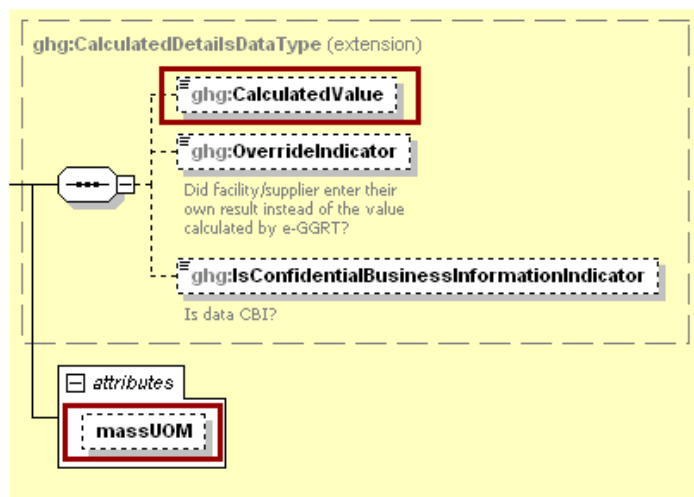 ghg:CalculatedDetailsDataType (extension)
ghg:CalculatedValue
ghg:OverrideIndicator
Did facility/supplier enter their
own result instead of the value
calculated by e-GGRT?
ghg:IsConfidentialBusinessInformationIndicator
Is data CBI?
attributes
massUOM